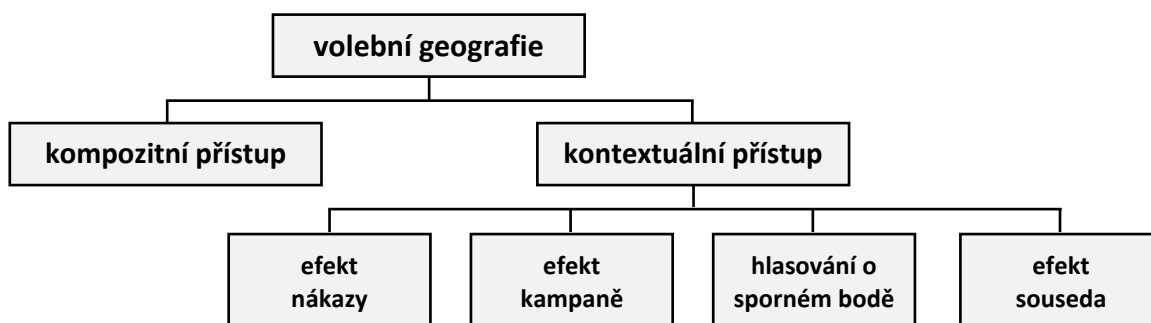 volební geografie
kompozitní přístup
kontextuální přístup
efekt
nákazy
efekt
kampaně
hlasování o
sporném bodě
efekt
souseda